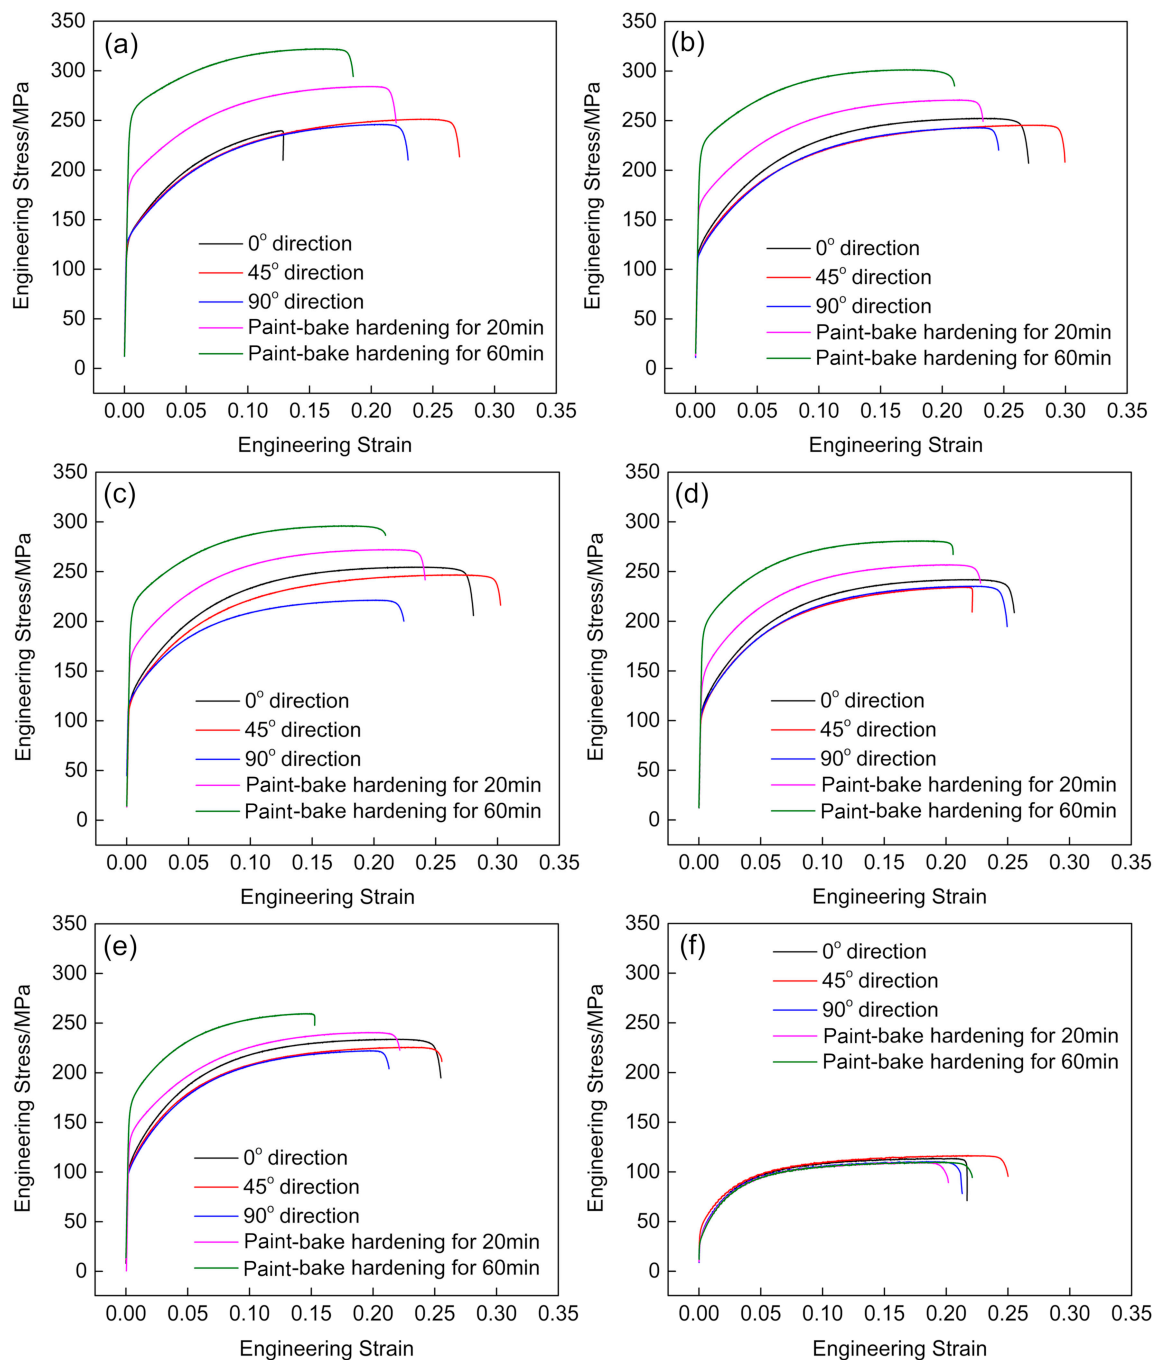 (a)
350
300
250
200
150
100
50
0
Engineering Stress/MPa
0° direction
45° direction
90° direction
Paint-bake hardening for 20min
Paint-bake hardening for 60min
0.00 0.05 0.10 0.15 0.20 0.25 0.30 0.35
Engineering Strain
(b)
350
300
250
200
150
100
50
0
Engineering Stress/MPa
0° direction
45° direction
90° direction
Paint-bake hardening for 20min
Paint-bake hardening for 60min
0.00 0.05 0.10 0.15 0.20 0.25 0.30 0.35
Engineering Strain
(c)
350
300
250
200
150
100
50
0
Engineering Stress/MPa
0° direction
45° direction
90° direction
Paint-bake hardening for 20min
Paint-bake hardening for 60min
0.00 0.05 0.10 0.15 0.20 0.25 0.30 0.35
Engineering Strain
(d)
350
300
250
200
150
100
50
0
Engineering Stress/MPa
0° direction
45° direction
90° direction
Paint-bake hardening for 20min
Paint-bake hardening for 60min
0.00 0.05 0.10 0.15 0.20 0.25 0.30 0.35
Engineering Strain
(e)
350
300
250
200
150
100
50
0
Engineering Stress/MPa
0° direction
45° direction
90° direction
Paint-bake hardening for 20min
Paint-bake hardening for 60min
0.00 0.05 0.10 0.15 0.20 0.25 0.30 0.35
Engineering Strain
(f)
350
300
250
200
150
100
50
0
Engineering Stress/MPa
0° direction
45° direction
90° direction
Paint-bake hardening for 20min
Paint-bake hardening for 60min
0.00 0.05 0.10 0.15 0.20 0.25 0.30 0.35
Engineering Strain